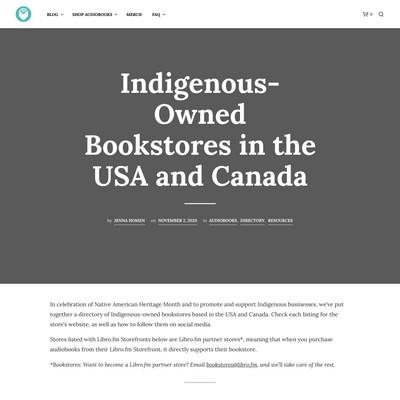 BLOG SHOP AUDIOBOOKS MERCH FAQ 0
Indigenous-
Owned
Bookstores in the
USA and Canada
by JENNA HOMEN on NOVEMBER 2, 2020 in AUDIOBOOKS, DIRECTORY, RESOURCES
In celebration of Native American Heritage Month and to promote and support Indigenous businesses, we've put
together a directory of Indigenous-owned bookstores based in the USA and Canada. Check each listing for the
store's website, as well as how to follow them on social media.
Stores listed with Libro.fm Storefronts below are Libro.fm partner stores*, meaning that when you purchase
audiobooks from their Libro.fm Storefront, it directly supports their bookstore.
*Bookstores: Want to become a Libro.fm partner store? Email bookstores@libro.fm, and we'll take care of the rest.